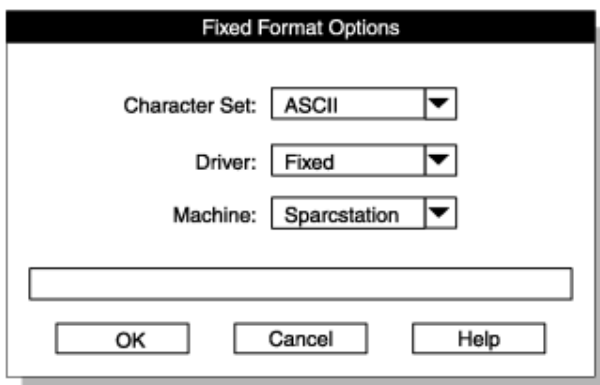 Fixed Format Options
Character Set: ASCII
Driver: Fixed
Machine: Sparcstation
OK Cancel Help